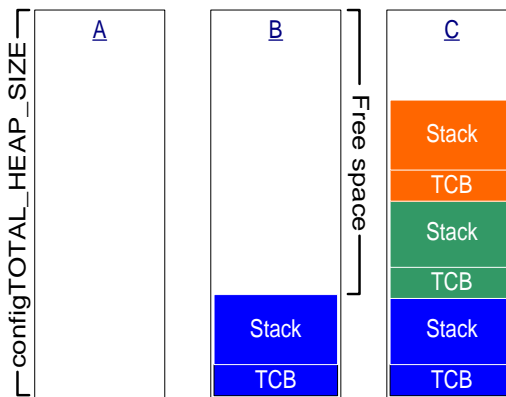 A
B
C
configTOTAL_HEAP_SIZE
Free space
Stack
TCB
Stack
TCB
Stack
TCB
Stack
TCB